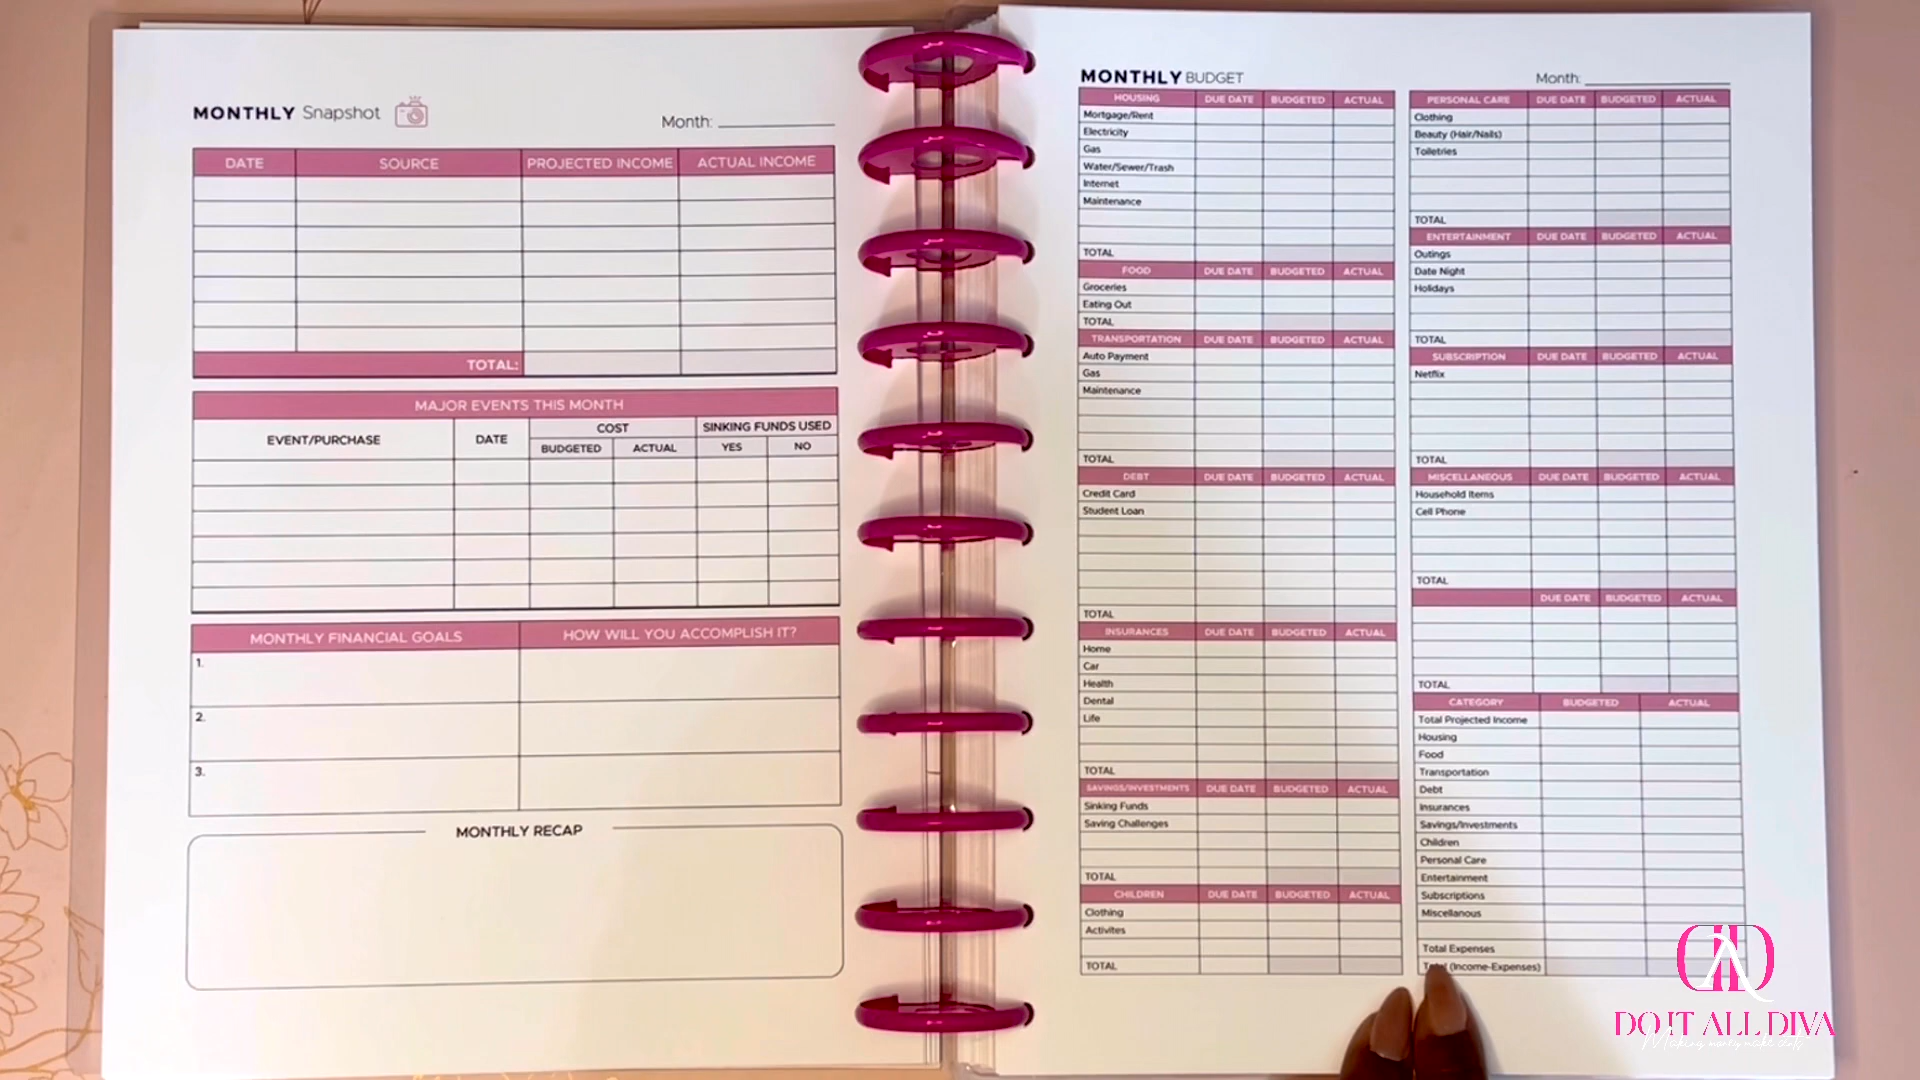 MONTHLY Snapshot
Month:
DATE SOURCE PROJECTED INCOME ACTUAL INCOME
TOTAL:
MAJOR EVENTS THIS MONTH
EVENT/PURCHASE DATE COST SINKING FUNDS USED
BUDGETED ACTUAL YES NO
MONTHLY FINANCIAL GOALS HOW WILL YOU ACCOMPLISH IT?
1.
2.
3.
MONTHLY RECAP
MONTHLY BUDGET
Month:
HOUSING DUE DATE BUDGETED ACTUAL
Mortgage/Rent
Electricity
Gas
Water/Sewer/Trash
Internet
Maintenance
TOTAL
FOOD DUE DATE BUDGETED ACTUAL
Groceries
Eating Out
TOTAL
TRANSPORTATION DUE DATE BUDGETED ACTUAL
Auto Payment
Gas
Maintenance
TOTAL
DEBT DUE DATE BUDGETED ACTUAL
Credit Card
Student Loan
TOTAL
INSURANCES DUE DATE BUDGETED ACTUAL
Home
Car
Health
Dental
Life
TOTAL
SAVINGS/INVESTMENTS DUE DATE BUDGETED ACTUAL
Sinking Funds
Saving Challenges
TOTAL
CHILDREN DUE DATE BUDGETED ACTUAL
Clothing
Activites
TOTAL
PERSONAL CARE DUE DATE BUDGETED ACTUAL
Clothing
Beauty (Hair/Nails)
Toiletries
TOTAL
ENTERTAINMENT DUE DATE BUDGETED ACTUAL
Outings
Date Night
Holidays
TOTAL
SUBSCRIPTION DUE DATE BUDGETED ACTUAL
Netflix
TOTAL
MISCELLANEOUS DUE DATE BUDGETED ACTUAL
Household Items
Cell Phone
TOTAL
DUE DATE BUDGETED ACTUAL
TOTAL
CATEGORY BUDGETED ACTUAL
Total Projected Income
Housing
Food
Transportation
Debt
Insurances
Savings/Investments
Children
Personal Care
Entertainment
Subscriptions
Miscellanous
Total Expenses
Total (Income-Expenses)
DO IT ALL DIVA